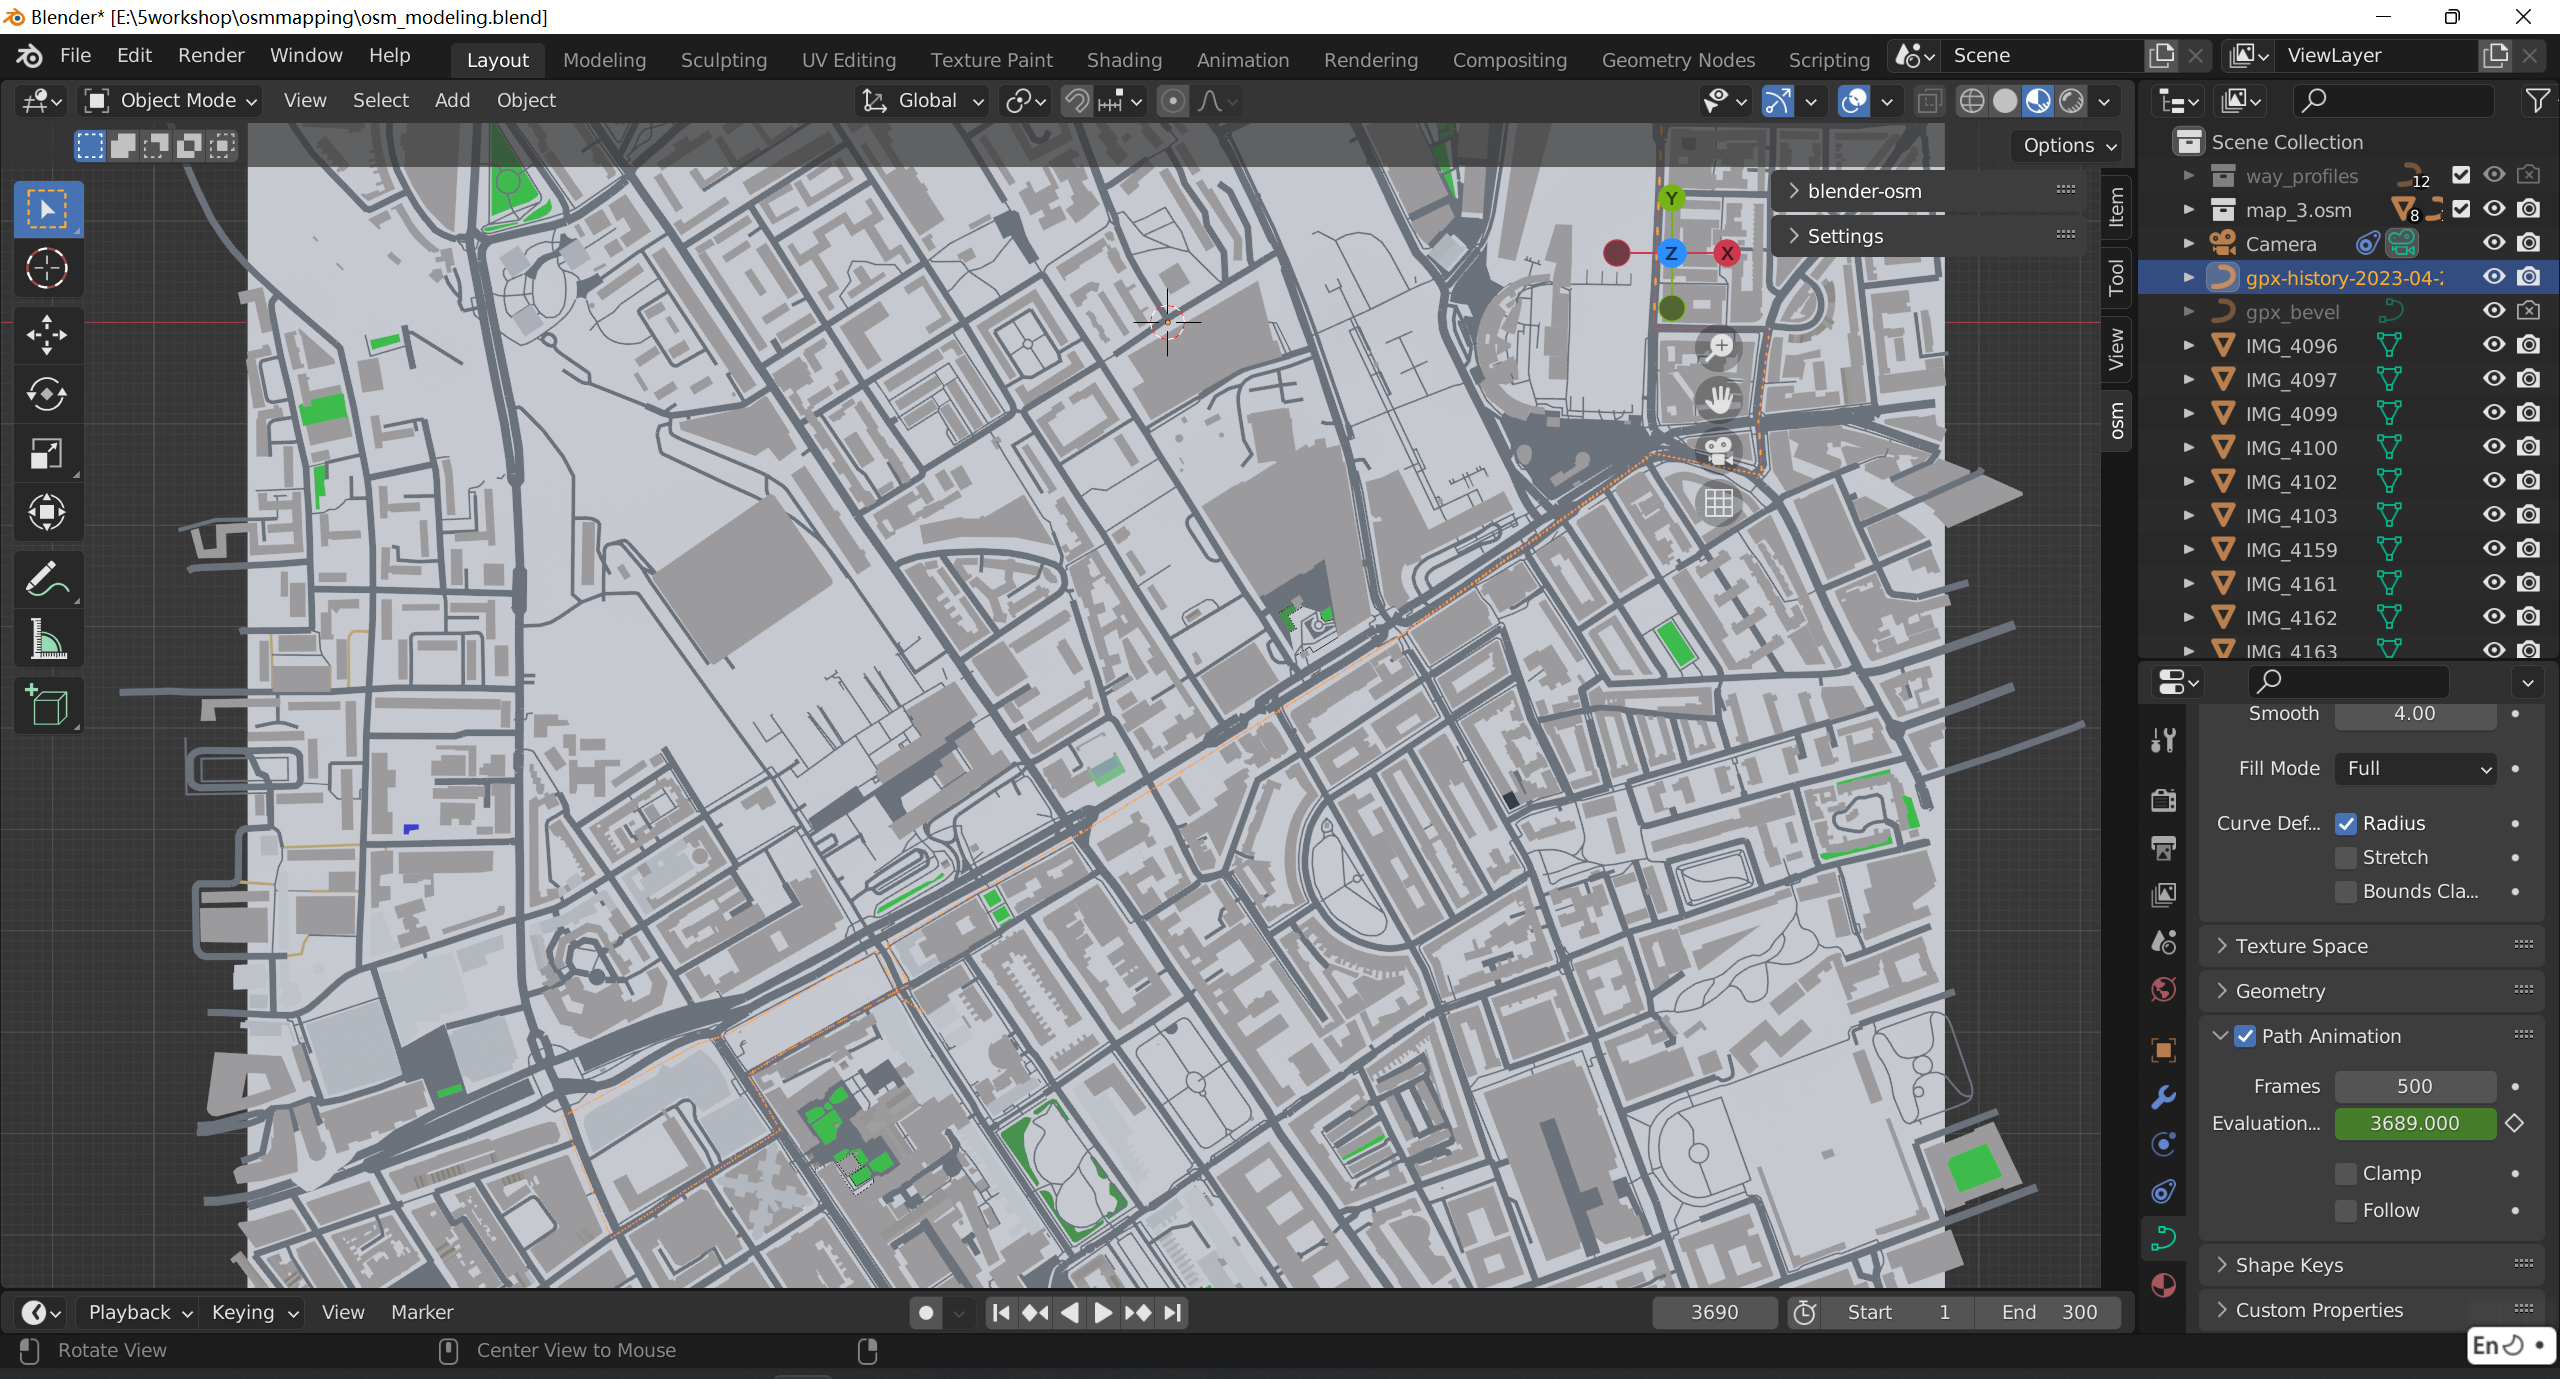 Blender* [E:\5workshop\osmmapping\osm_modeling.blend]
File Edit Render Window Help Layout Modeling Sculpting UV Editing Texture Paint Shading Animation Rendering Compositing Geometry Nodes Scripting Scene ViewLayer
Object Mode View Select Add Object Global
Options
blender-osm
Settings
Y
Z
X
Item
Tool
View
osm
Scene Collection
way_profiles 12
map_3.osm 8
Camera
gpx-history-2023-04-2
gpx_bevel
IMG_4096
IMG_4097
IMG_4099
IMG_4100
IMG_4102
IMG_4103
IMG_4159
IMG_4161
IMG_4162
IMG_4163
Smooth 4.00
Fill Mode Full
Curve Def... Radius
Stretch
Bounds Cla...
Texture Space
Geometry
Path Animation
Frames 500
Evaluation... 3689.000
Clamp
Follow
Shape Keys
Custom Properties
Playback Keying View Marker 3690 Start 1 End 300
Rotate View Center View to Mouse
En